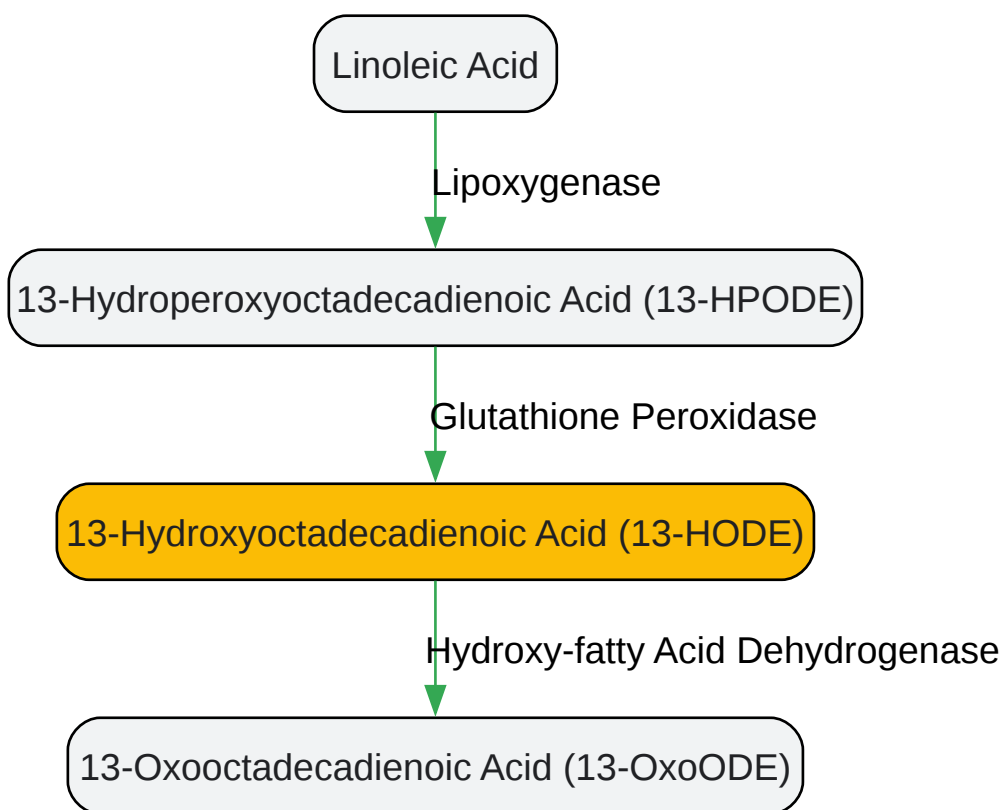 Linoleic Acid
Lipoxygenase
13-Hydroperoxyoctadecadienoic Acid (13-HPODE)
Glutathione Peroxidase
13-Hydroxyoctadecadienoic Acid (13-HODE)
Hydroxy-fatty Acid Dehydrogenase
13-Oxooctadecadienoic Acid (13-OxoODE)